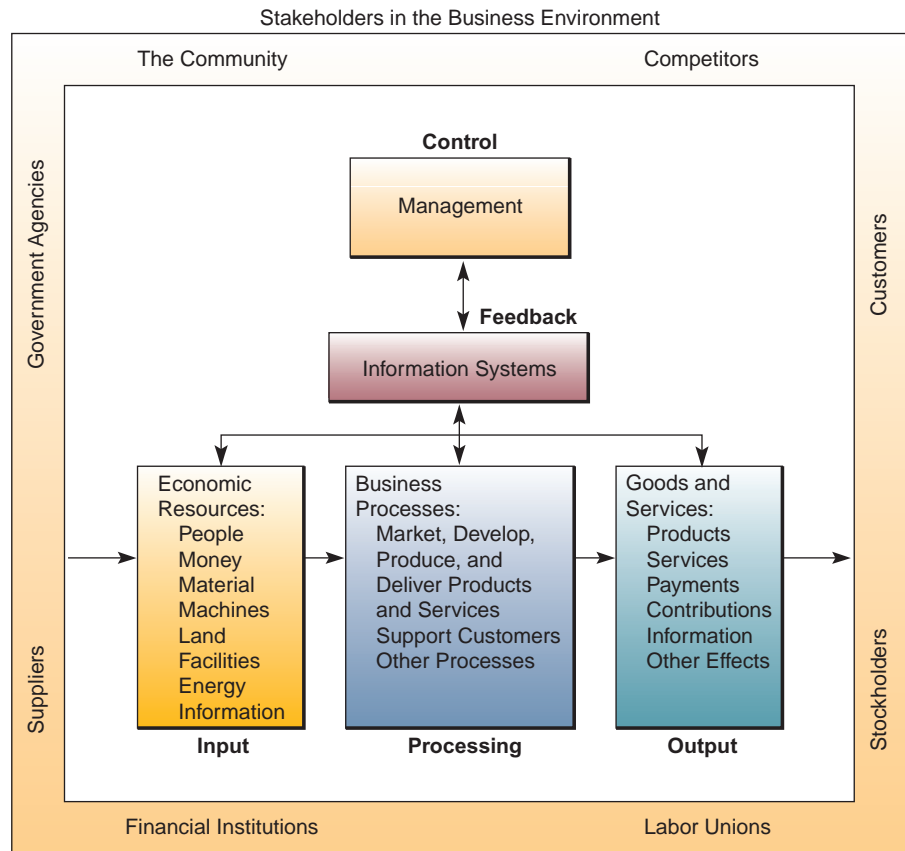 Stakeholders in the Business Environment
The Community
Competitors
Government Agencies
Suppliers
Customers
Stockholders
Control
Management
Feedback
Information Systems
Economic
Resources:
People
Money
Material
Machines
Land
Facilities
Energy
Information
Input
Business
Processes:
Market, Develop,
Produce, and
Deliver Products
and Services
Support Customers
Other Processes
Processing
Goods and
Services:
Products
Services
Payments
Contributions
Information
Other Effects
Output
Financial Institutions
Labor Unions